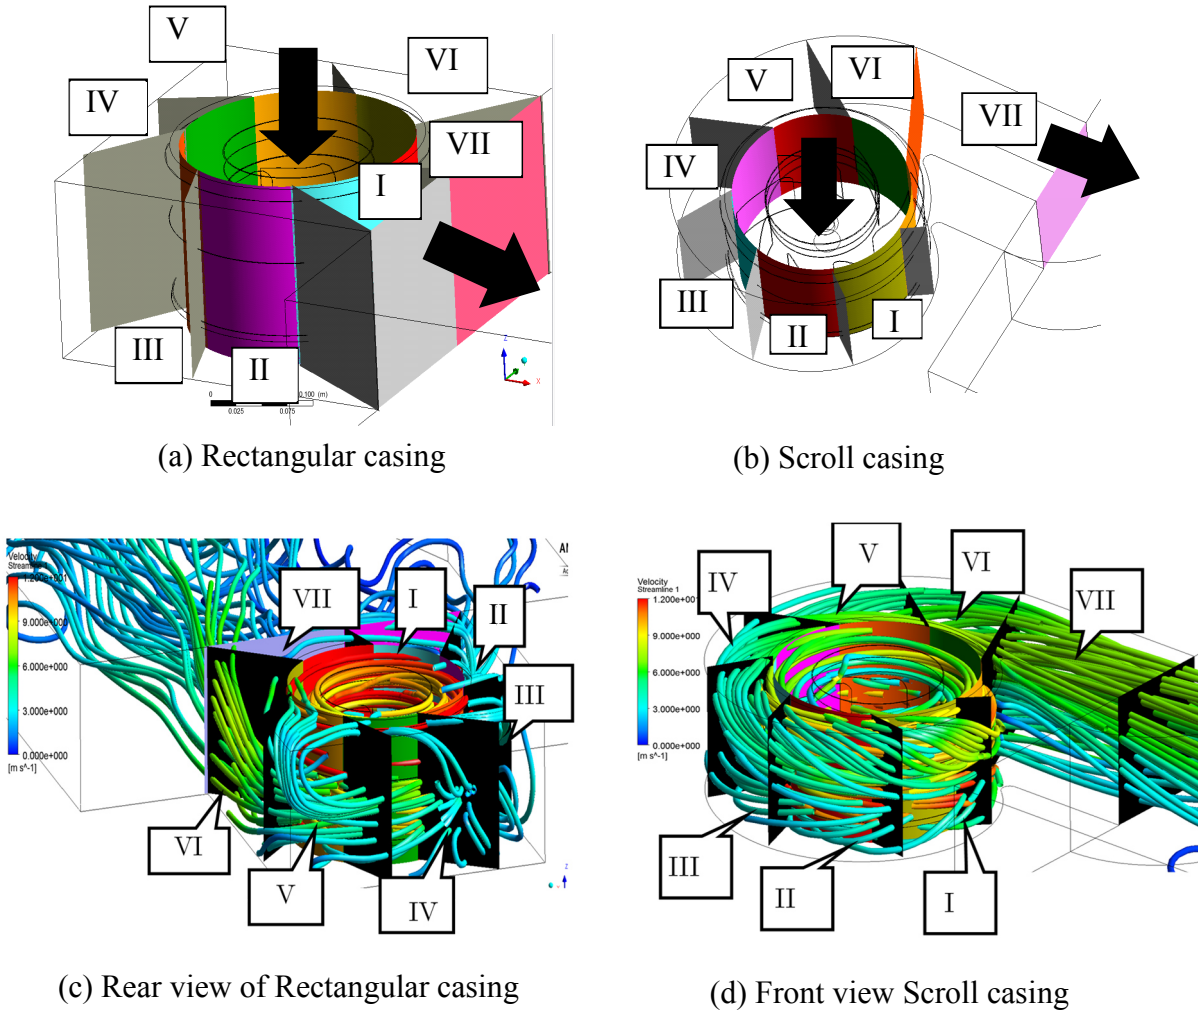 V
VI
IV
VII
I
III
II
0
0.100 (m)
0.025
0.075
Z
X
(a) Rectangular casing
V
VI
VII
IV
III
II
I
(b) Scroll casing
Velocity
Streamline 1
1.200e+001
9.000e+000
6.000e+000
3.000e+000
0.000e+000
[m s^-1]
VII
I
II
III
VI
V
IV
Z
(c) Rear view of Rectangular casing
Velocity
Streamline 1
1.200e+001
9.000e+000
6.000e+000
3.000e+000
0.000e+000
[m s^-1]
IV
V
VI
VII
III
II
I
(d) Front view Scroll casing